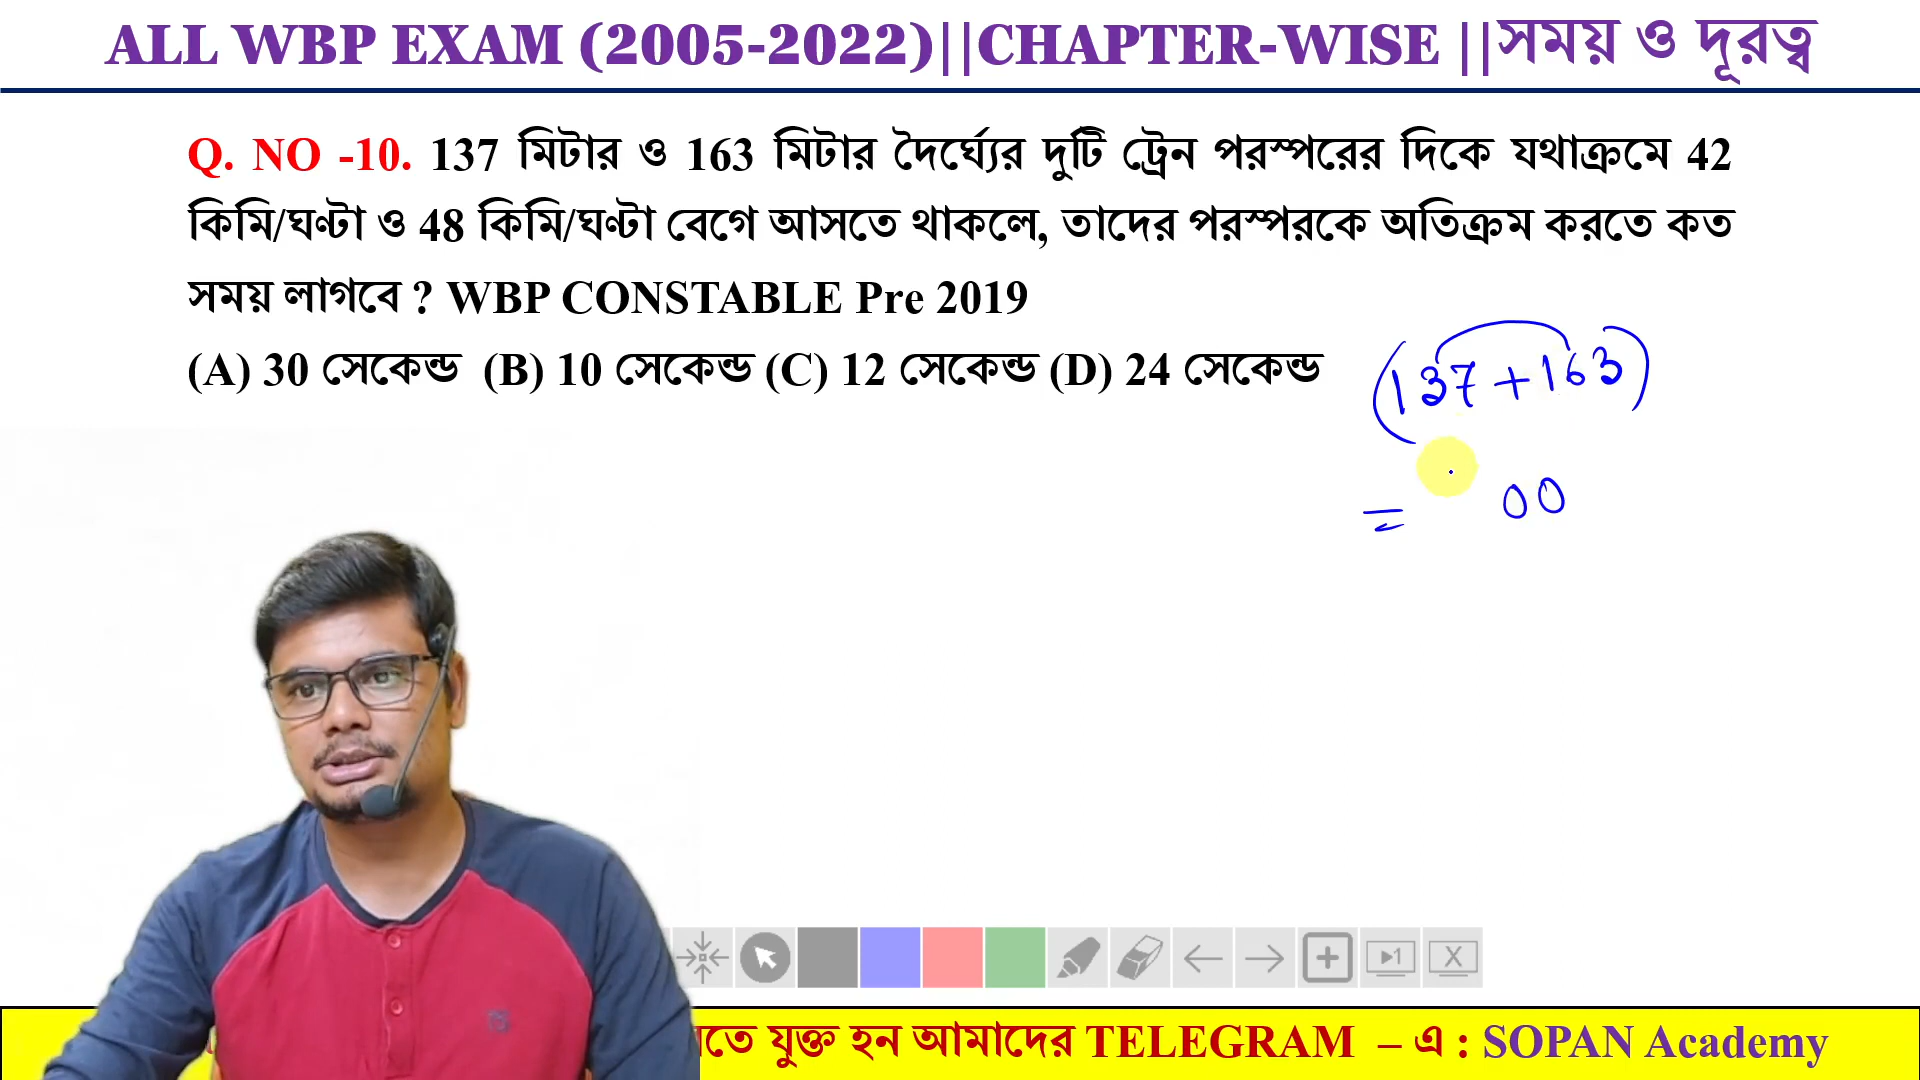 ALL WBP EXAM (2005-2022)||CHAPTER-WISE ||সময় ও দূরত্ব
Q. NO -10. 137 মিটার ও 163 মিটার দৈর্ঘ্যের দুটি ট্রেন পরস্পরের দিকে যথাক্রমে 42
কিমি/ঘণ্টা ও 48 কিমি/ঘণ্টা বেগে আসতে থাকলে, তাদের পরস্পরকে অতিক্রম করতে কত
সময় লাগবে ? WBP CONSTABLE Pre 2019
(A) 30 সেকেন্ড (B) 10 সেকেন্ড (C) 12 সেকেন্ড (D) 24 সেকেন্ড
(137+163)
= 00
যুক্ত হন আমাদের TELEGRAM – এ : SOPAN Academy